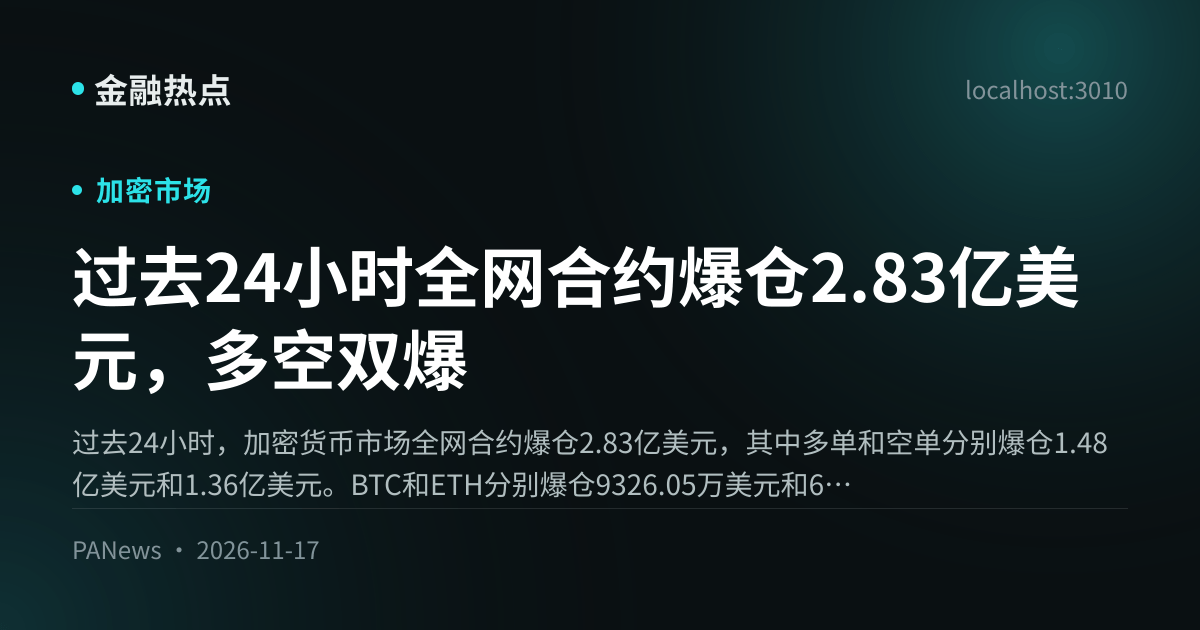 金融热点
localhost:3010
加密市场
过去24小时全网合约爆仓2.83亿美
元，多空双爆
过去24小时，加密货币市场全网合约爆仓2.83亿美元，其中多单和空单分别爆仓1.48
亿美元和1.36亿美元。BTC和ETH分别爆仓9326.05万美元和6…
PANews • 2026-11-17